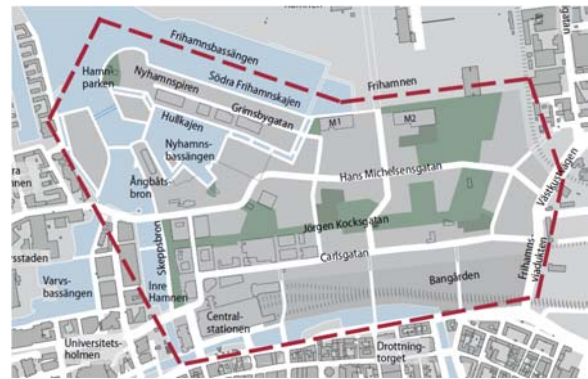 Frihamnsbassängen
Hamn-
parken
Nyhamnspiren
Södra Frihamnskajen
Frihamnen
Grimsbygatan
M1
M2
Hullkajen
Nyhamns-
bassängen
Hans Michelsensgatan
Västkustvägen
Ångbåts-
bron
Jörgen Kocksgatan
Skeppsbron
Carlsgatan
Frihamns-
viadukten
Varvs-
bassängen
Inre
Hamnen
Bangården
Central-
stationen
Universitets-
holmen
Drottning-
torget